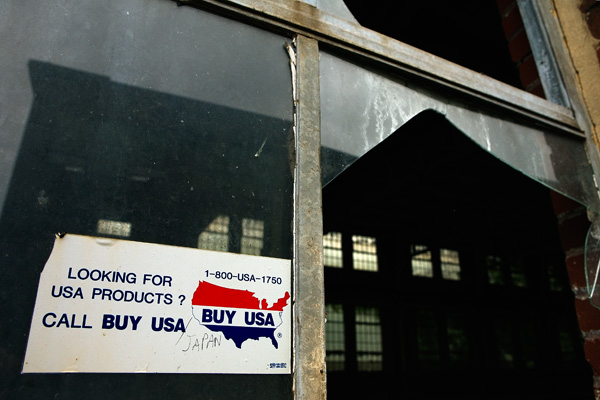 LOOKING FOR
USA PRODUCTS ?
CALL BUY USA
1-800-USA-1750
BUY USA
®
JAPAN